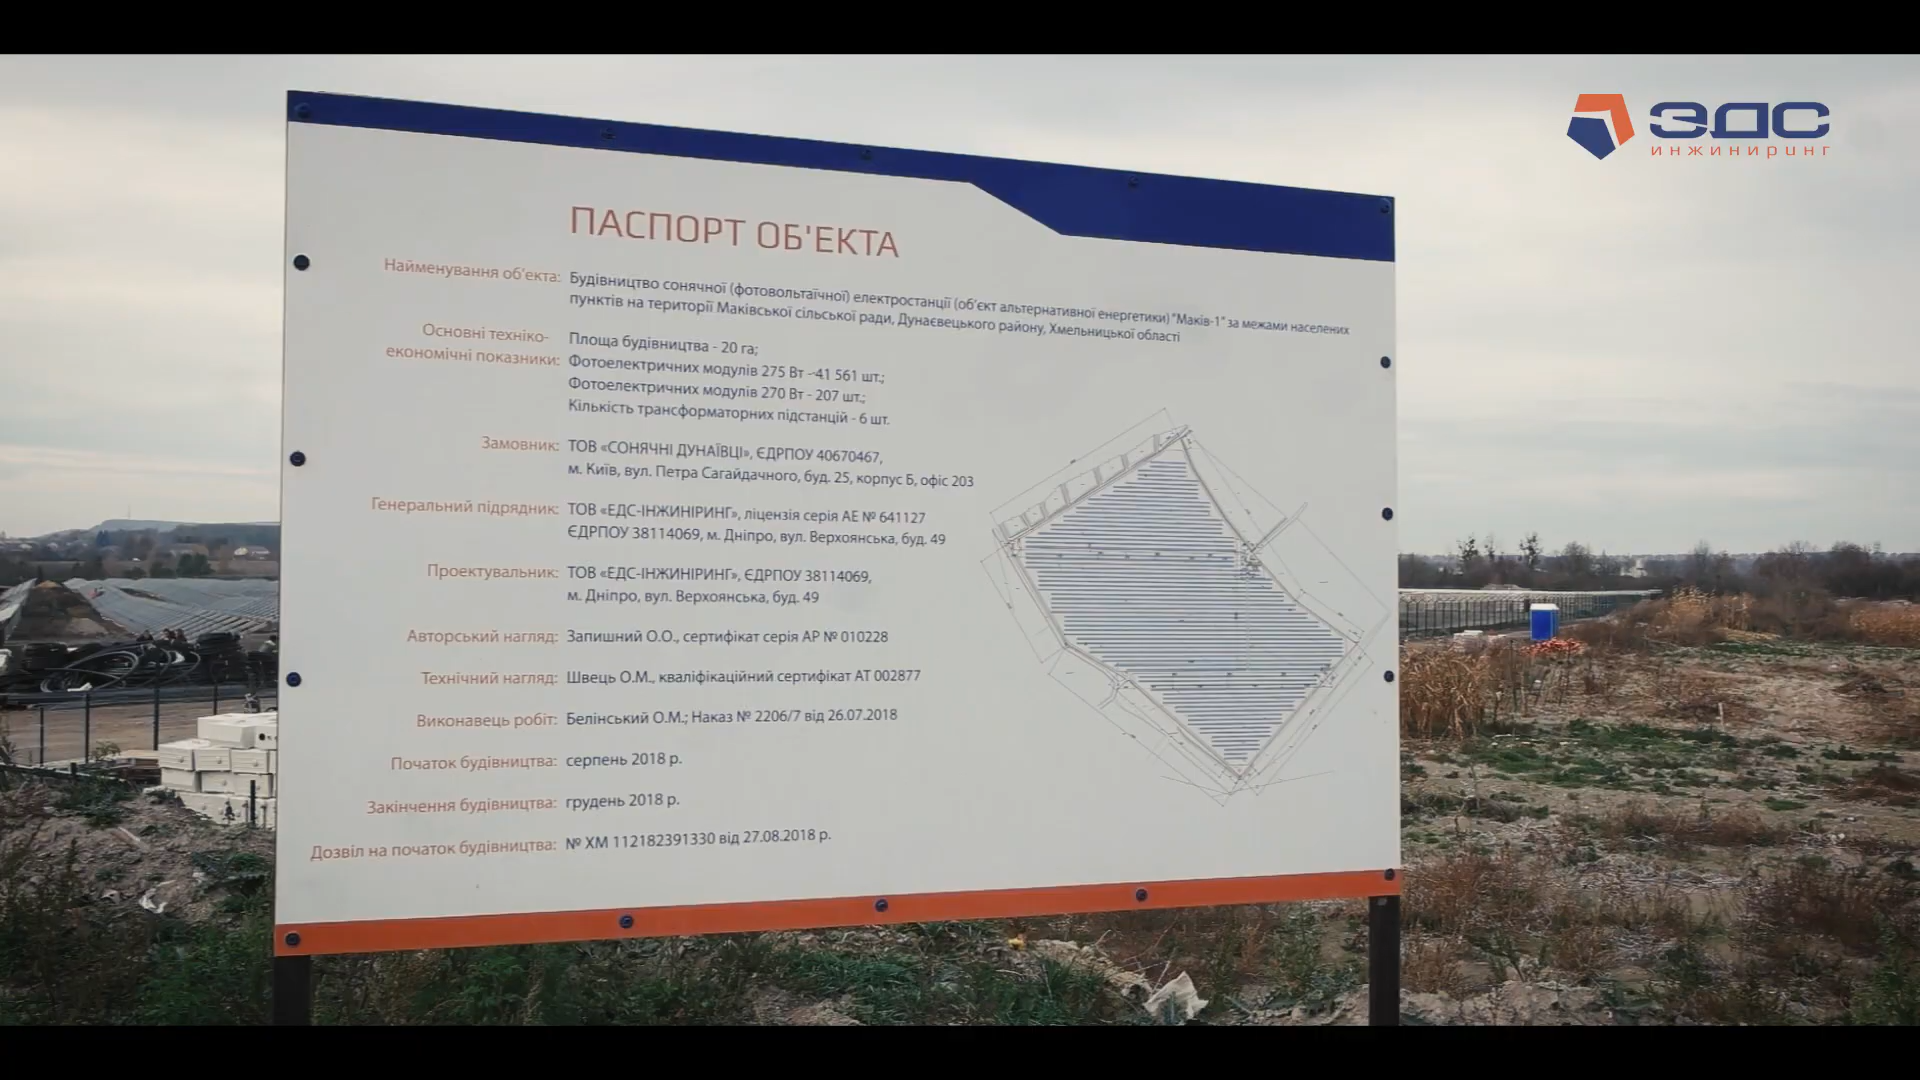 ЭДС
ИНЖИНИРИНГ
ПАСПОРТ ОБ'ЕКТА
Найменування об'екта: Будівництво сонячної (фотовольтаїчної) електростанції (об'єкт альтернативної енергетики) "Маків-1" за межами населених
пунктів на території Маківської сільської ради, Дунаєвецького району, Хмельницької області
Основні техніко-
економічні показники:
Площа будівництва - 20 га;
Фотоелектричних модулів 275 Вт - 41 561 шт.;
Фотоелектричних модулів 270 Вт - 207 шт.;
Кількість трансформаторних підстанцій - 6 шт.
Замовник: ТОВ «СОНЯЧНІ ДУНАЇВЦІ», ЄДРПОУ 40670467,
м. Київ, вул. Петра Сагайдачного, буд. 25, корпус Б, офіс 203
Генеральний підрядник: ТОВ «ЕДС-ІНЖИНІРИНГ», ліцензія серія АЕ № 641127
ЄДРПОУ 38114069, м. Дніпро, вул. Верхоянська, буд. 49
Проектувальник: ТОВ «ЕДС-ІНЖИНІРИНГ», ЄДРПОУ 38114069,
м. Дніпро, вул. Верхоянська, буд. 49
Авторський нагляд: Запишний О.О., сертифікат серія АР № 010228
Технічний нагляд: Швець О.М., кваліфікаційний сертифікат АТ 002877
Виконавець робіт: Белінський О.М.; Наказ № 2206/7 від 26.07.2018
Початок будівництва: серпень 2018 р.
Закінчення будівництва: грудень 2018 р.
Дозвіл на початок будівництва: № ХМ 112182391330 від 27.08.2018 р.